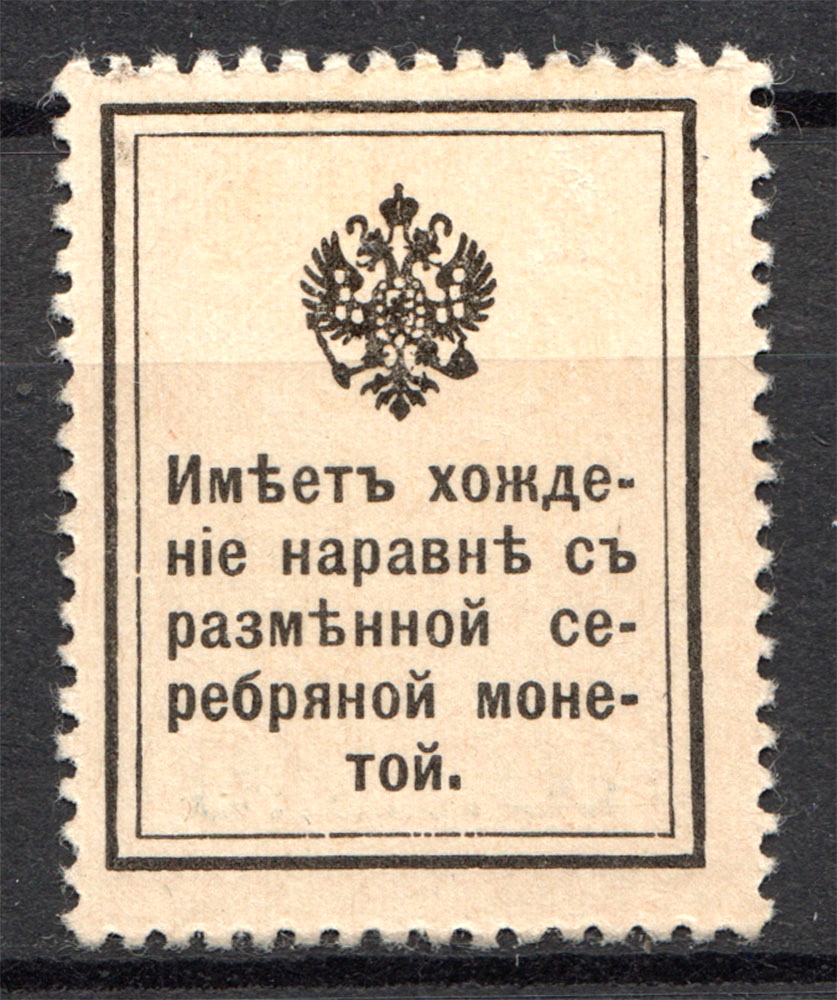 Имѣетъ хожде-
ніе наравнѣ съ
размѣнной се-
ребряной моне-
той.